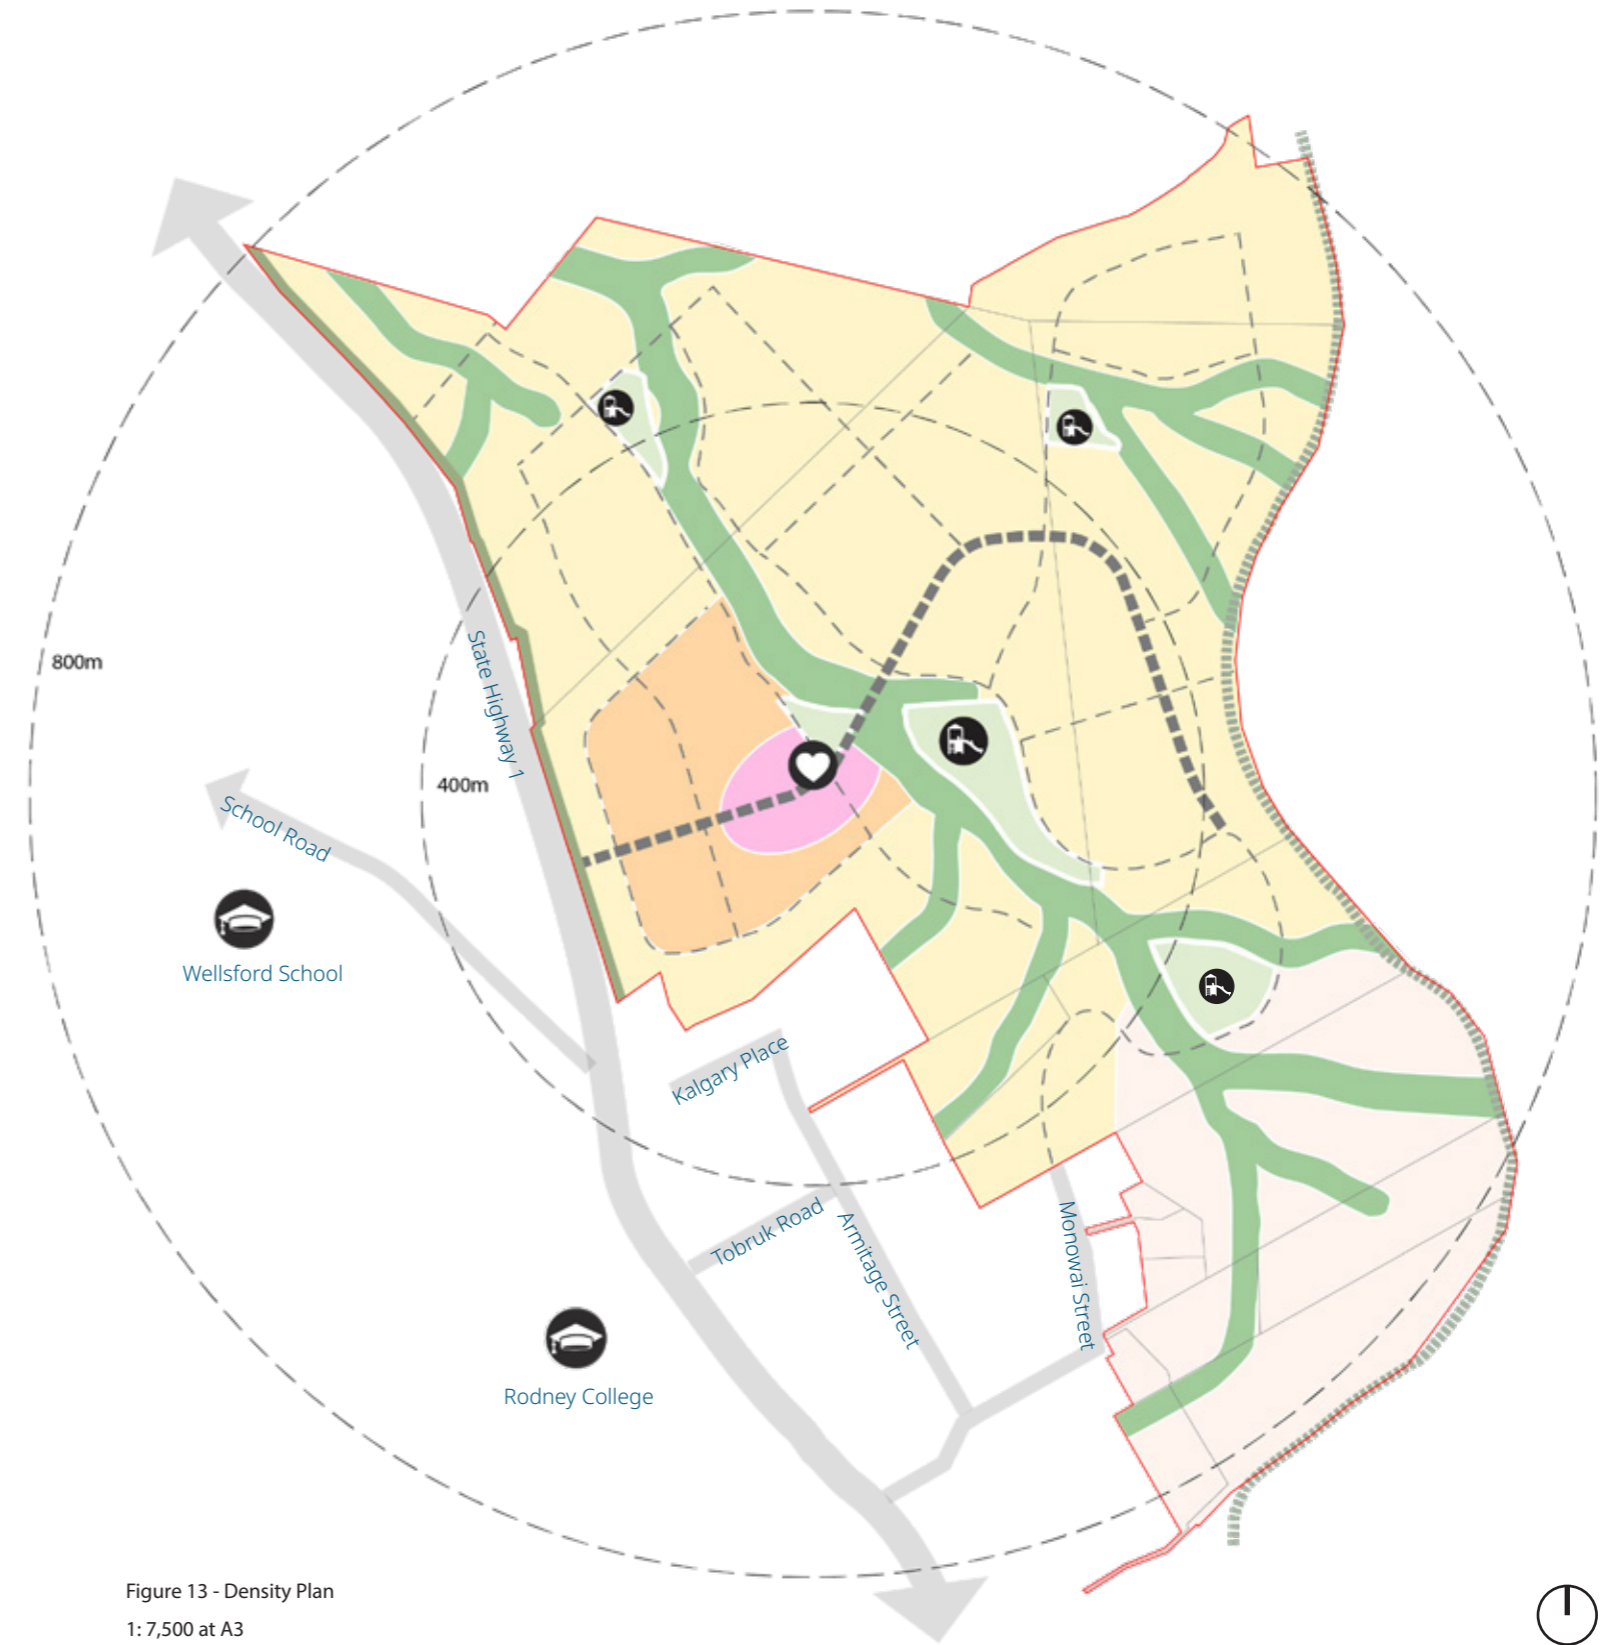 800m
State Highway 1
400m
School Road
Wellsford School
Kalgary Place
Tobruk Road
Armitage Street
Monowai Street
Rodney College
Figure 13 - Density Plan
1: 7,500 at A3